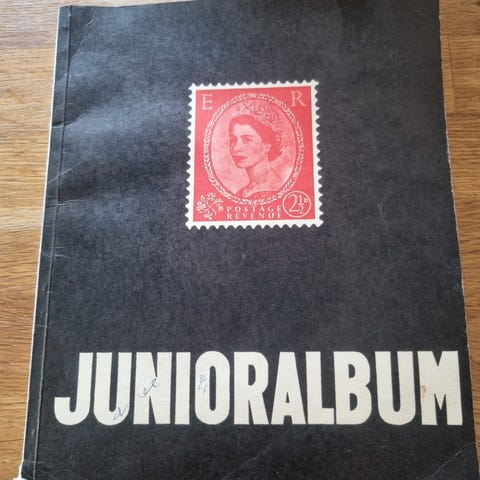 E R
POSTAGE
REVENUE
2½D
JUNIORALBUM